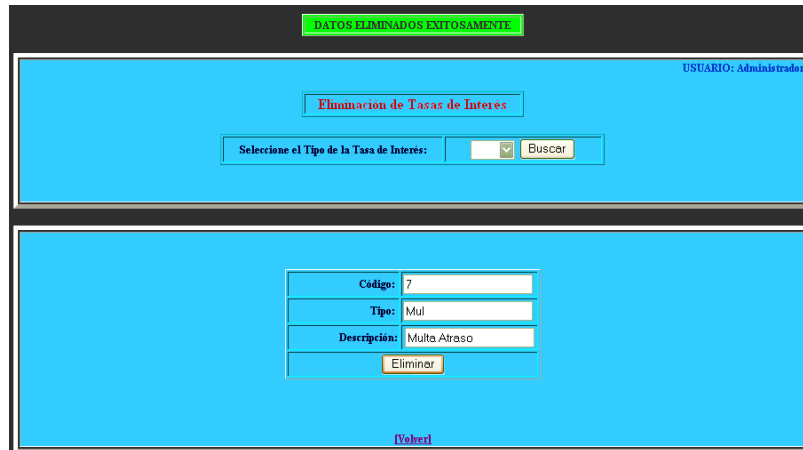 DATOS ELIMINADOS EXITOSAMENTE
USUARIO: Administrador
Eliminación de Tasas de Interés
Seleccione el Tipo de la Tasa de Interés: Buscar
Código: 7
Tipo: Mul
Descripción: Multa Atraso
Eliminar
[Volver]